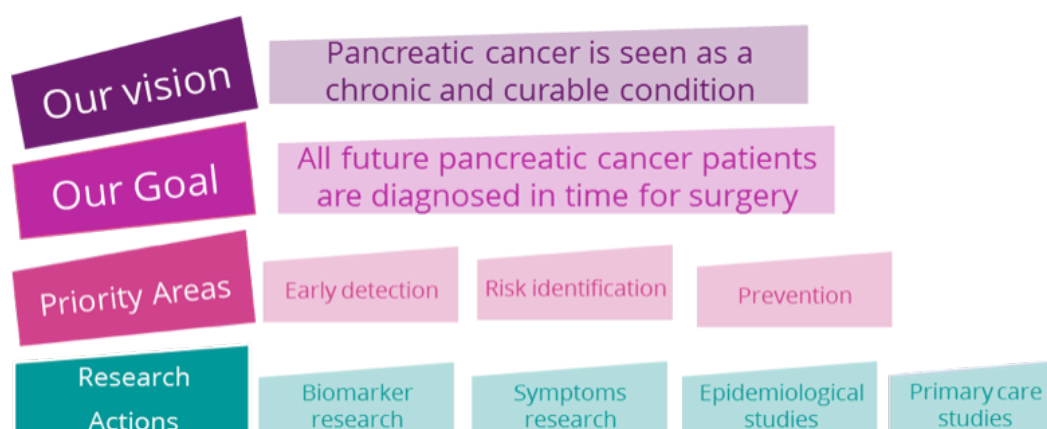 Our vision
Pancreatic cancer is seen as a
chronic and curable condition
Our Goal
All future pancreatic cancer patients
are diagnosed in time for surgery
Priority Areas
Early detection
Risk identification
Prevention
Research
Actions
Biomarker
research
Symptoms
research
Epidemiological
studies
Primary care
studies